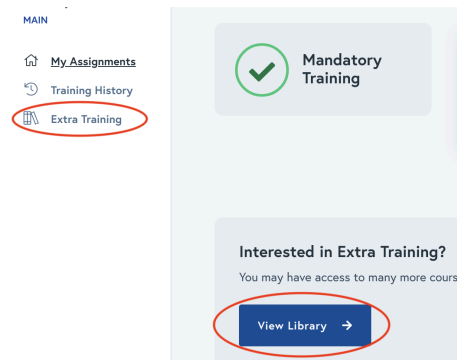 MAIN
My Assignments
Training History
Extra Training
Mandatory
Training
Interested in Extra Training?
You may have access to many more cours
View Library